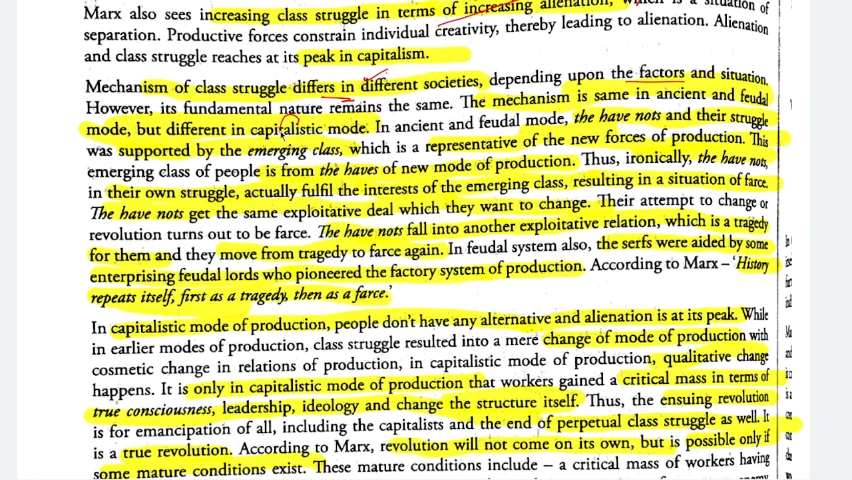 Marx also sees increasing class struggle in terms of increasing alienation, which is a situation of
separation. Productive forces constrain individual creativity, thereby leading to alienation. Alienation
and class struggle reaches at its peak in capitalism.
Mechanism of class struggle differs in different societies, depending upon the factors and situation.
However, its fundamental nature remains the same. The mechanism is same in ancient and feudal
mode, but different in capitalistic mode. In ancient and feudal mode, the have nots and their struggle
was supported by the emerging class, which is a representative of the new forces of production. This
emerging class of people is from the haves of new mode of production. Thus, ironically, the have nots,
in their own struggle, actually fulfil the interests of the emerging class, resulting in a situation of farce.
The have nots get the same exploitative deal which they want to change. Their attempt to change or
revolution turns out to be farce. The have nots fall into another exploitative relation, which is a tragedy
for them and they move from tragedy to farce again. In feudal system also, the serfs were aided by some
enterprising feudal lords who pioneered the factory system of production. According to Marx – 'History
repeats itself, first as a tragedy, then as a farce.'
In capitalistic mode of production, people don't have any alternative and alienation is at its peak. While
in earlier modes of production, class struggle resulted into a mere change of mode of production with
cosmetic change in relations of production, in capitalistic mode of production, qualitative change
happens. It is only in capitalistic mode of production that workers gained a critical mass in terms of
true consciousness, leadership, ideology and change the structure itself. Thus, the ensuing revolution
is for emancipation of all, including the capitalists and the end of perpetual class struggle as well. It
is a true revolution. According to Marx, revolution will not come on its own, but is possible only if
some mature conditions exist. These mature conditions include – a critical mass of workers having